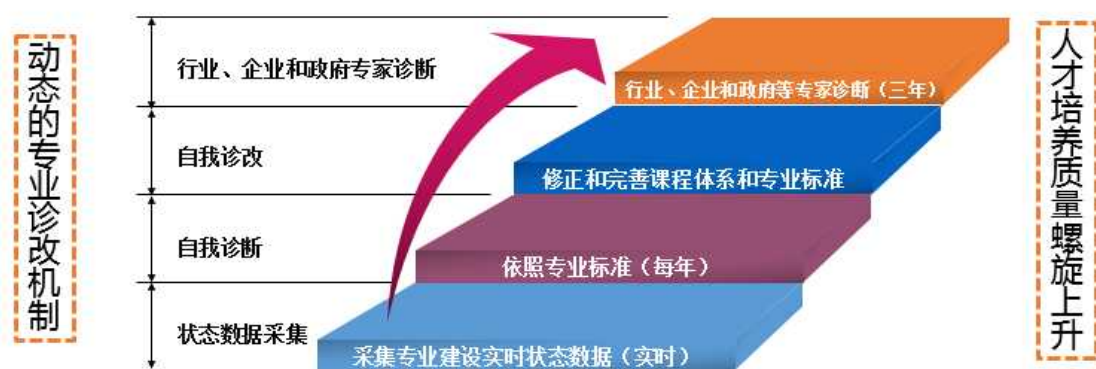 动态的专业诊改机制
行业、企业和政府专家诊断
行业、企业和政府等专家诊断（三年）
自我诊改
修正和完善课程体系和专业标准
自我诊断
依照专业标准（每年）
状态数据采集
采集专业建设实时状态数据（实时）
人才培养质量螺旋上升